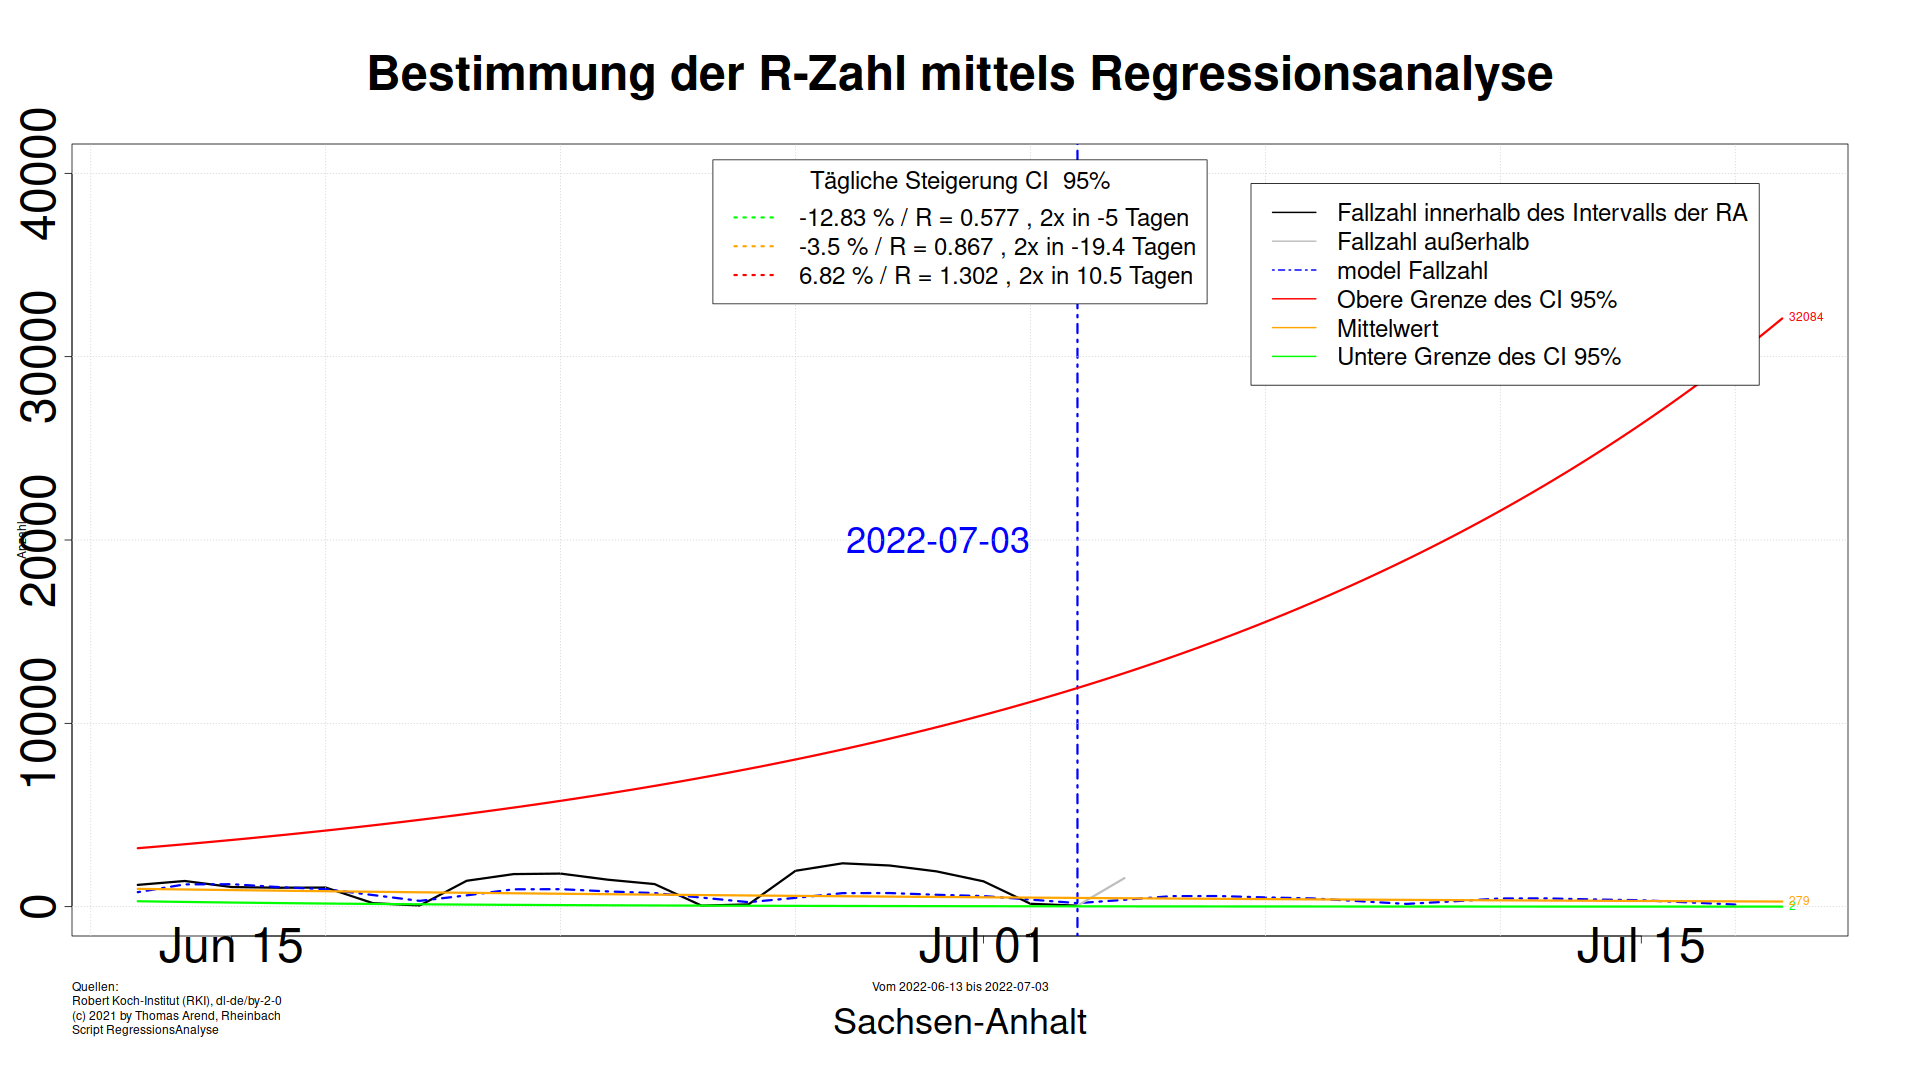 Bestimmung der R-Zahl mittels Regressionsanalyse
Anzahl
40000
30000
20000
10000
0
Tägliche Steigerung CI  95%
-12.83 % / R = 0.577 , 2x in -5 Tagen
-3.5 % / R = 0.867 , 2x in -19.4 Tagen
6.82 % / R = 1.302 , 2x in 10.5 Tagen
Fallzahl innerhalb des Intervalls der RA
Fallzahl außerhalb
model Fallzahl
Obere Grenze des CI 95%
Mittelwert
Untere Grenze des CI 95%
32084
2022-07-03
279
2
Jun 15
Jul 01
Jul 15
Quellen:
Robert Koch-Institut (RKI), dl-de/by-2-0
(c) 2021 by Thomas Arend, Rheinbach
Script RegressionsAnalyse
Vom 2022-06-13 bis 2022-07-03
Sachsen-Anhalt